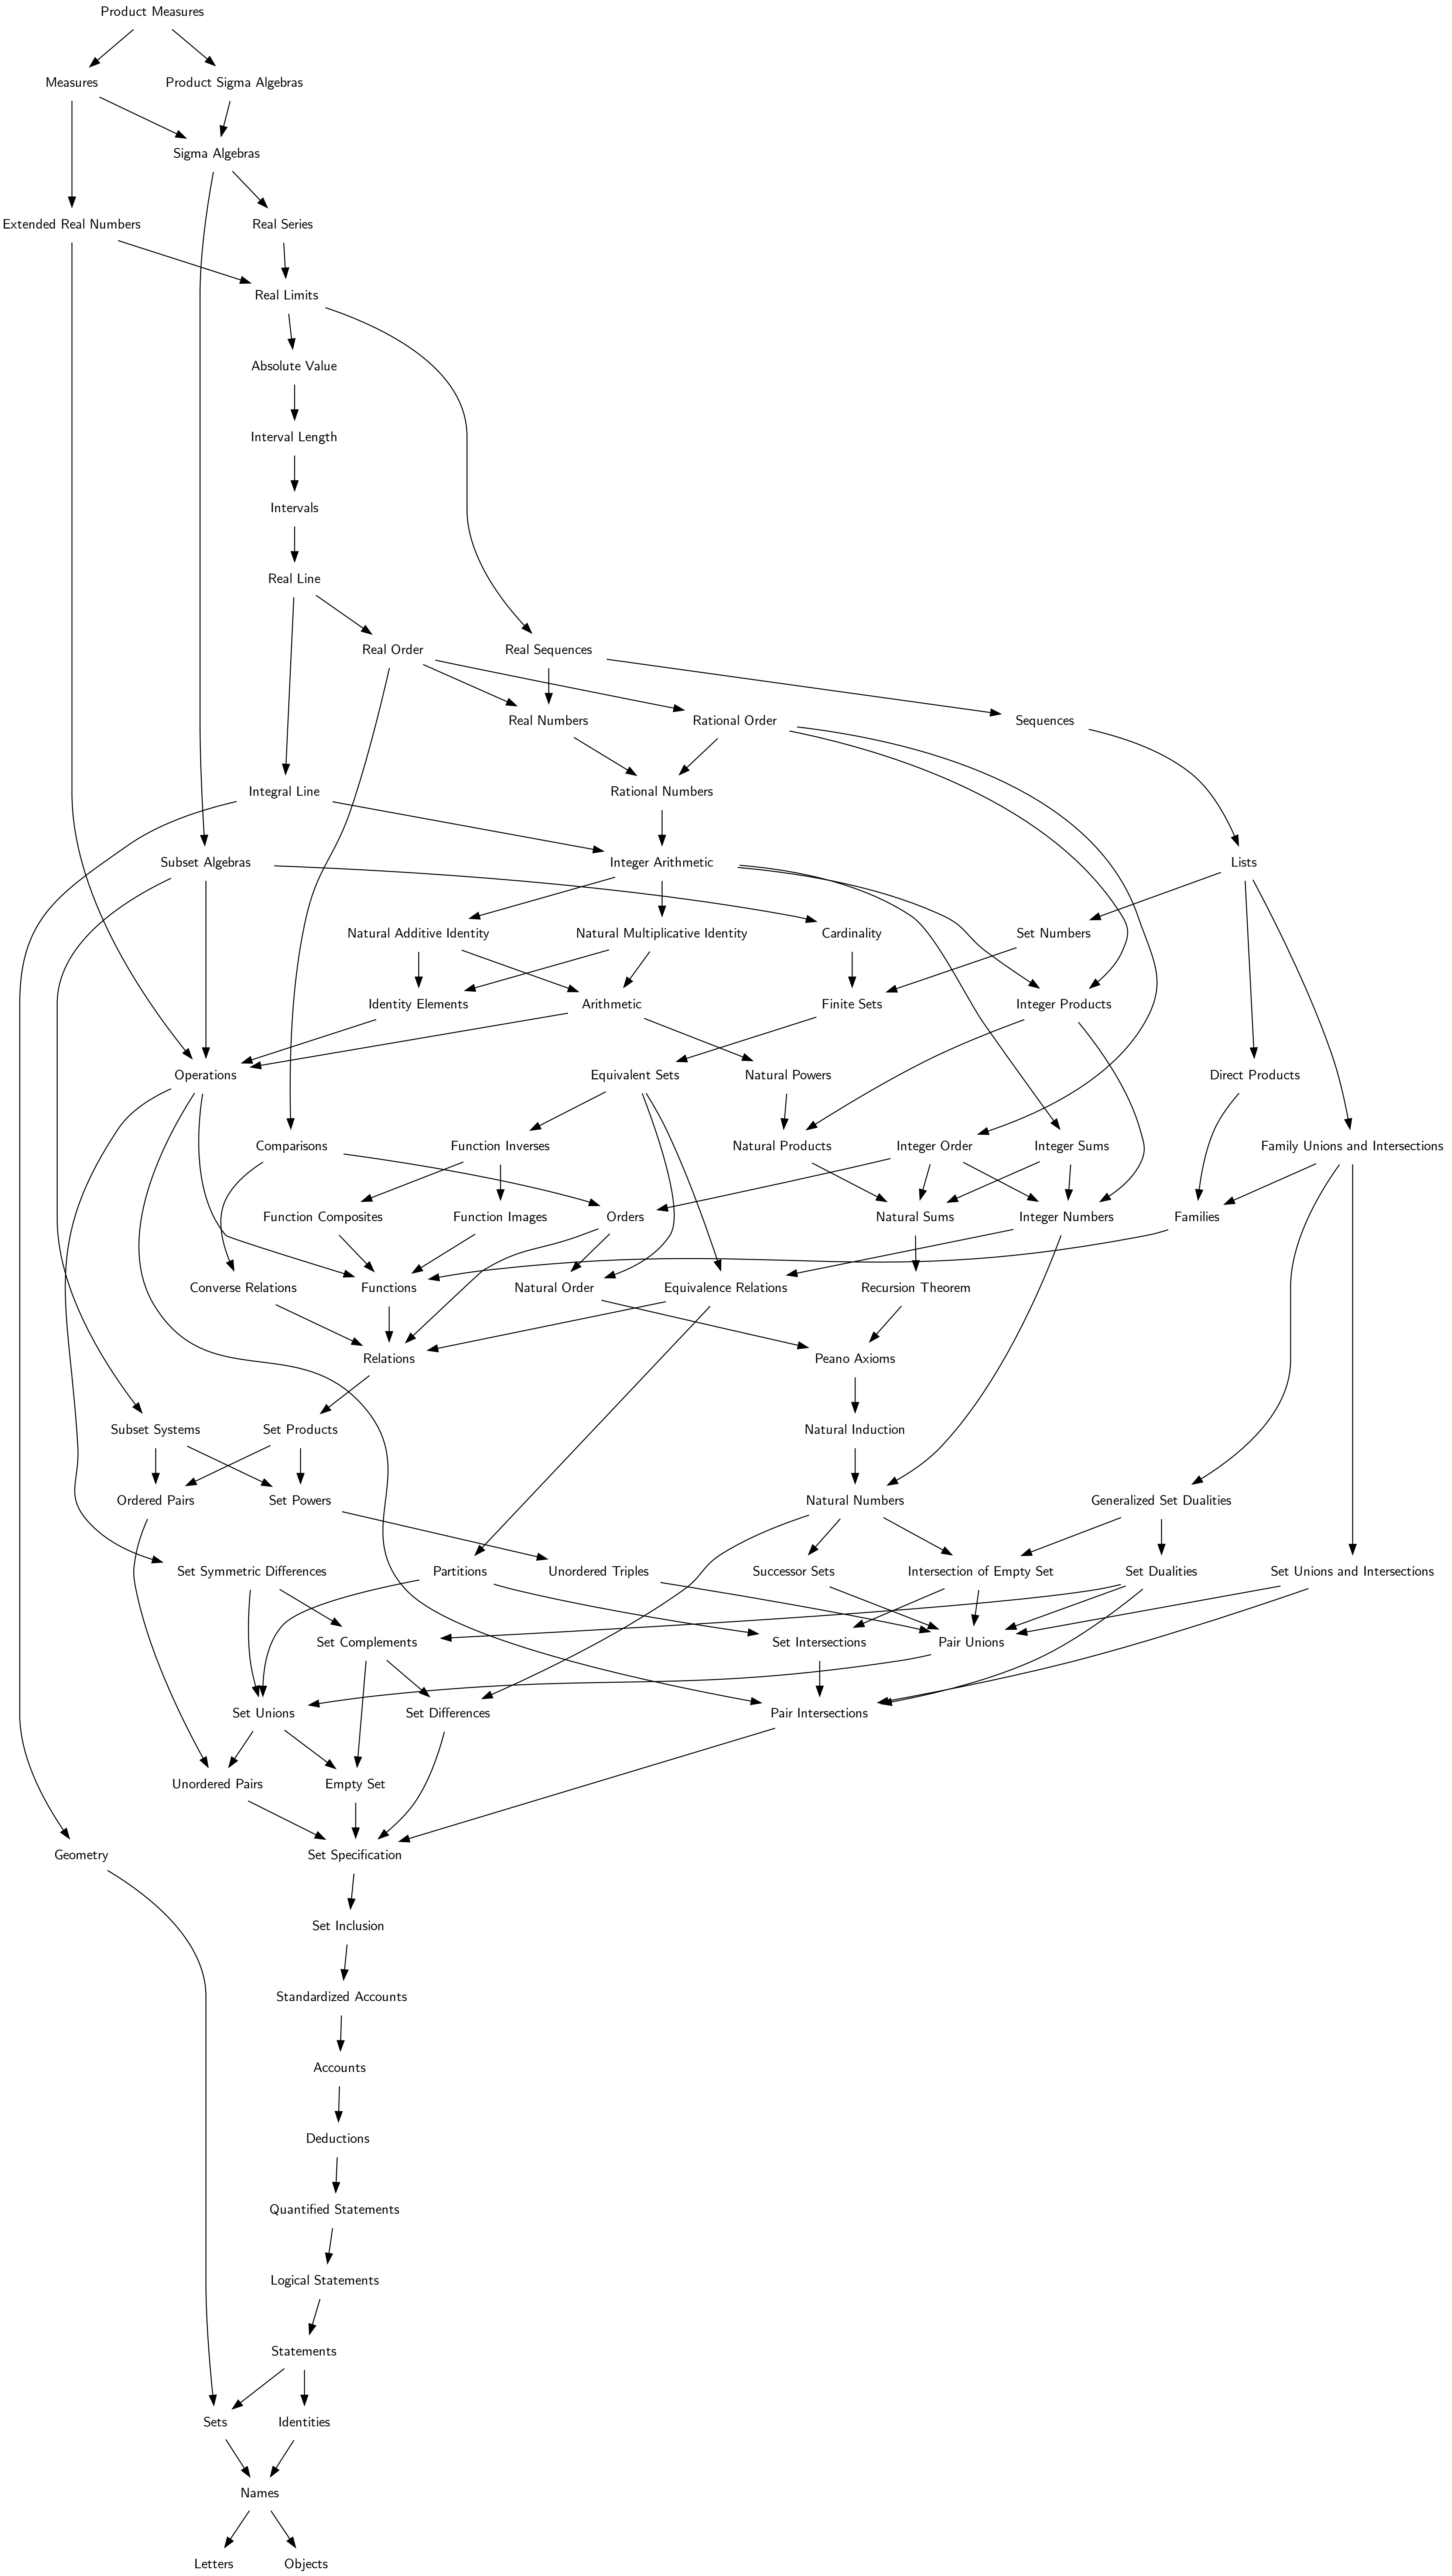 Product Measures
Measures
Product Sigma Algebras
Sigma Algebras
Extended Real Numbers
Real Series
Real Limits
Absolute Value
Interval Length
Intervals
Real Line
Real Order
Real Sequences
Real Numbers
Rational Order
Sequences
Integral Line
Rational Numbers
Subset Algebras
Integer Arithmetic
Lists
Natural Additive Identity
Natural Multiplicative Identity
Cardinality
Set Numbers
Identity Elements
Arithmetic
Finite Sets
Integer Products
Operations
Equivalent Sets
Natural Powers
Direct Products
Comparisons
Function Inverses
Natural Products
Integer Order
Integer Sums
Family Unions and Intersections
Function Composites
Function Images
Orders
Natural Sums
Integer Numbers
Families
Converse Relations
Functions
Natural Order
Equivalence Relations
Recursion Theorem
Relations
Peano Axioms
Subset Systems
Set Products
Natural Induction
Ordered Pairs
Set Powers
Natural Numbers
Generalized Set Dualities
Set Symmetric Differences
Partitions
Unordered Triples
Successor Sets
Intersection of Empty Set
Set Dualities
Set Unions and Intersections
Set Complements
Set Intersections
Pair Unions
Set Unions
Set Differences
Pair Intersections
Unordered Pairs
Empty Set
Geometry
Set Specification
Set Inclusion
Standardized Accounts
Accounts
Deductions
Quantified Statements
Logical Statements
Statements
Sets
Identities
Names
Letters
Objects